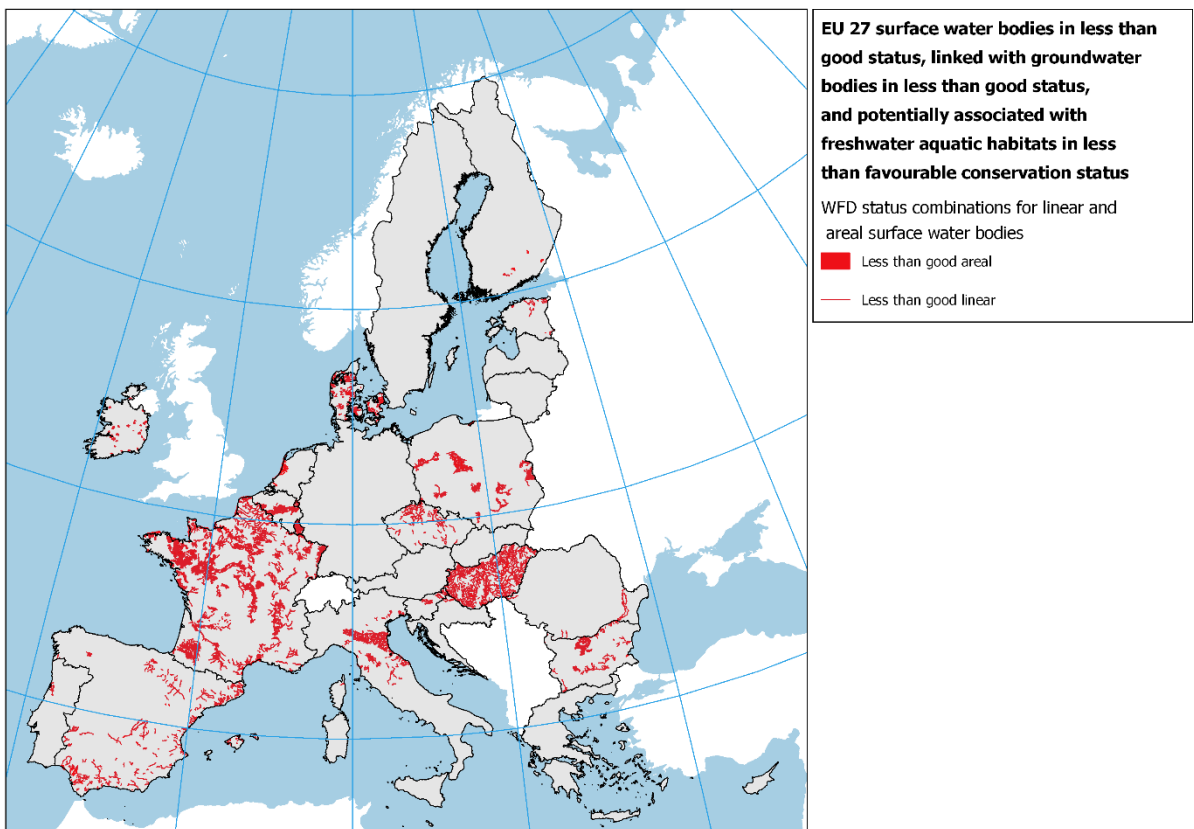 EU 27 surface water bodies in less than
good status, linked with groundwater
bodies in less than good status,
and potentially associated with
freshwater aquatic habitats in less
than favourable conservation status
WFD status combinations for linear and
areal surface water bodies
Less than good areal
Less than good linear